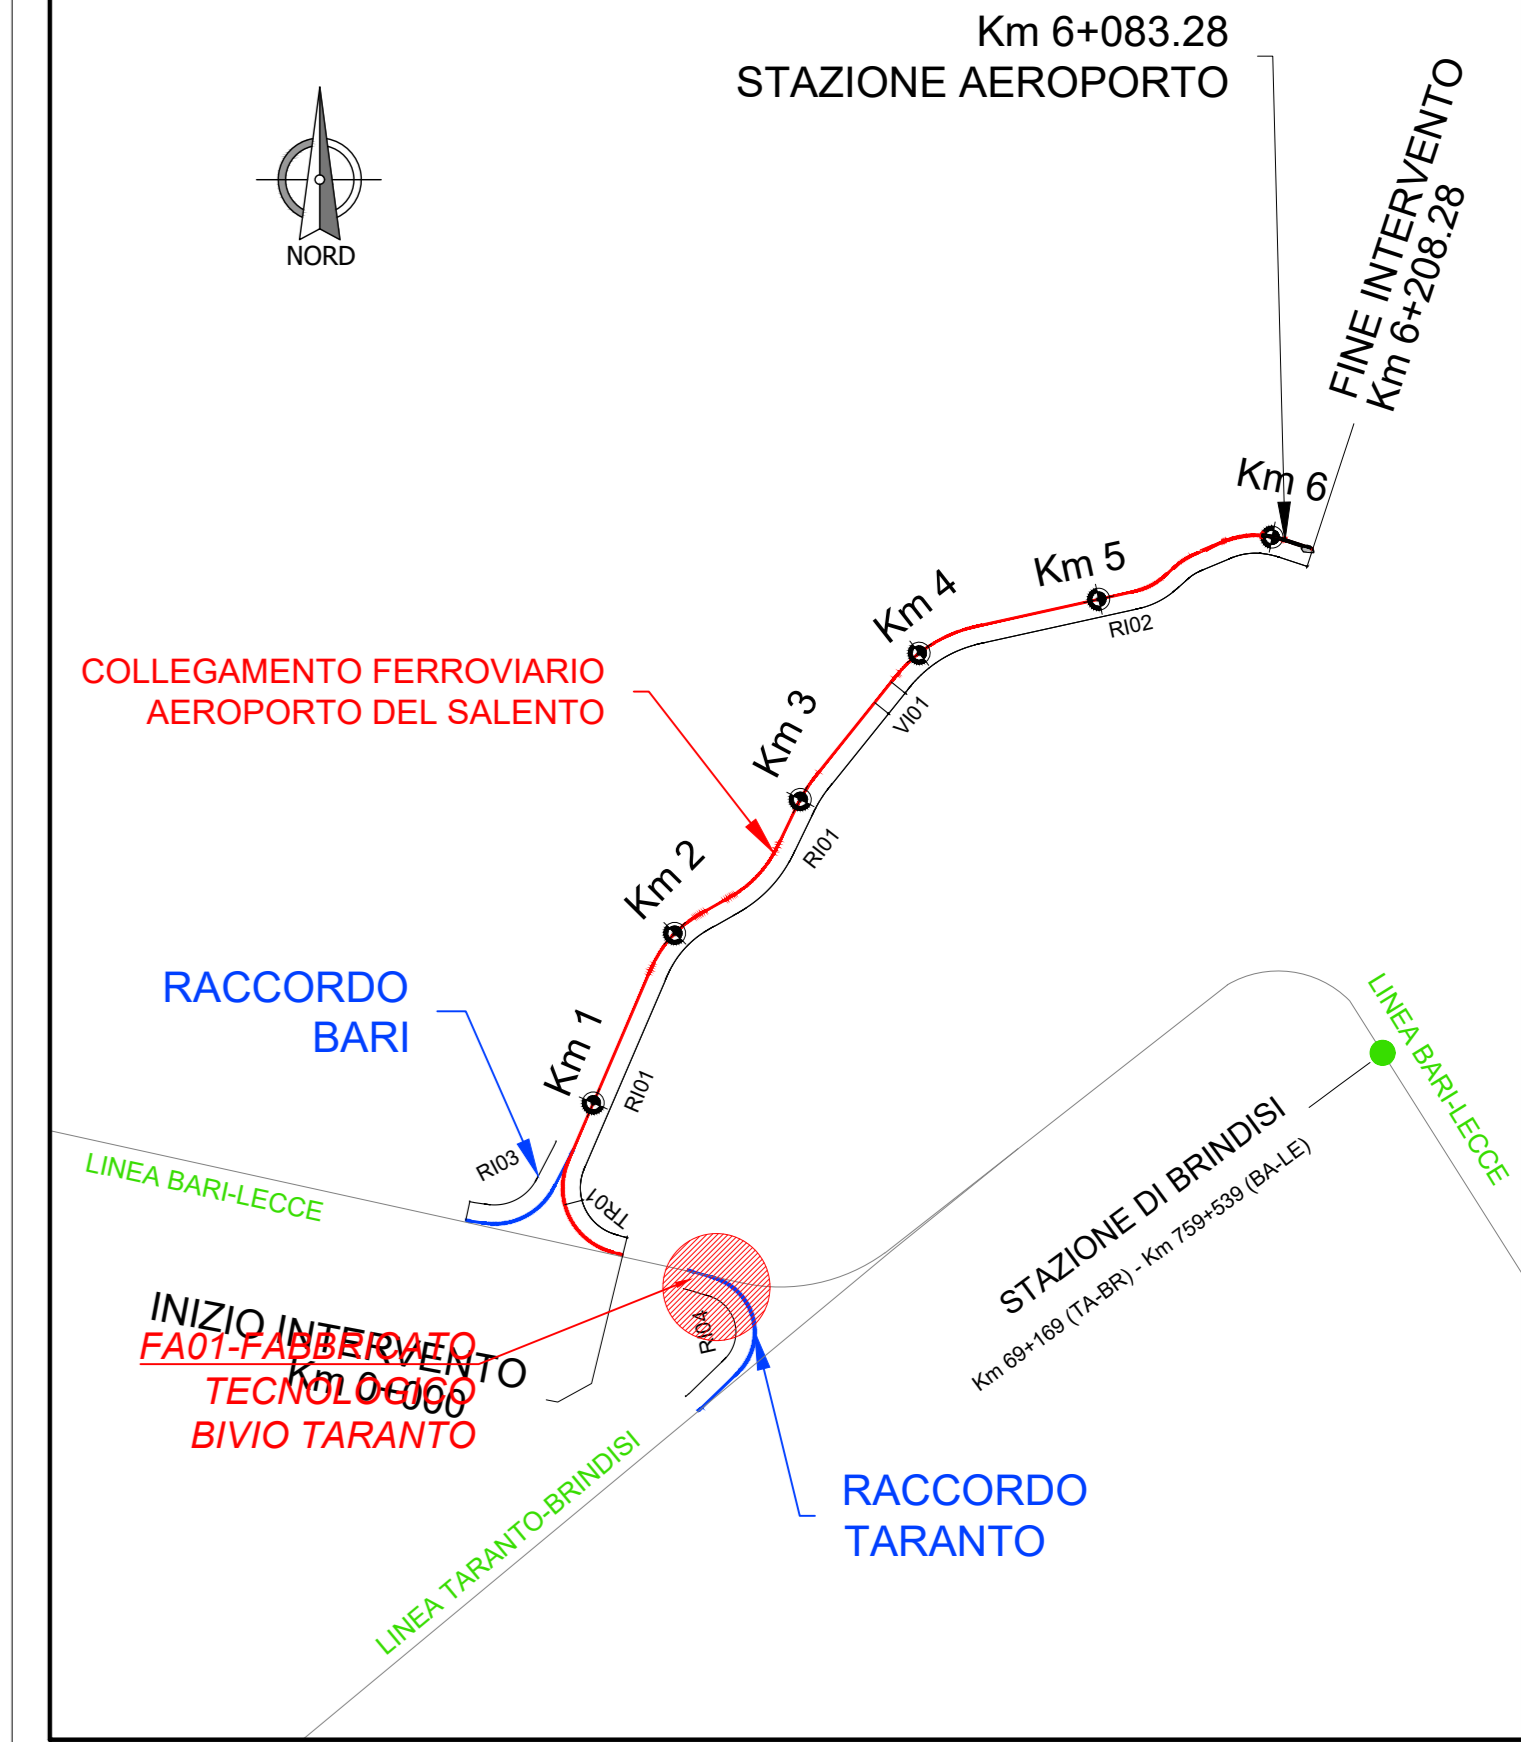 Km 6+083.28
STAZIONE AEROPORTO
FINE INTERVENTO
Km 6+208.28
NORD
Km 6
Km 5
RI02
Km 4
VI01
COLLEGAMENTO FERROVIARIO
AEROPORTO DEL SALENTO
Km 3
RI01
Km 2
RACCORDO
BARI
Km 1
RI01
LINEA BARI-LECCE
RI03
TR01
LINEA BARI-LECCE
STAZIONE DI BRINDISI
Km 69+169 (TA-BR) - Km 759+539 (BA-LE)
INIZIO INTERVENTO
Km 0+000
FA01-FABBRICATO
TECNOLOGICO
BIVIO TARANTO
RI04
LINEA TARANTO-BRINDISI
RACCORDO
TARANTO